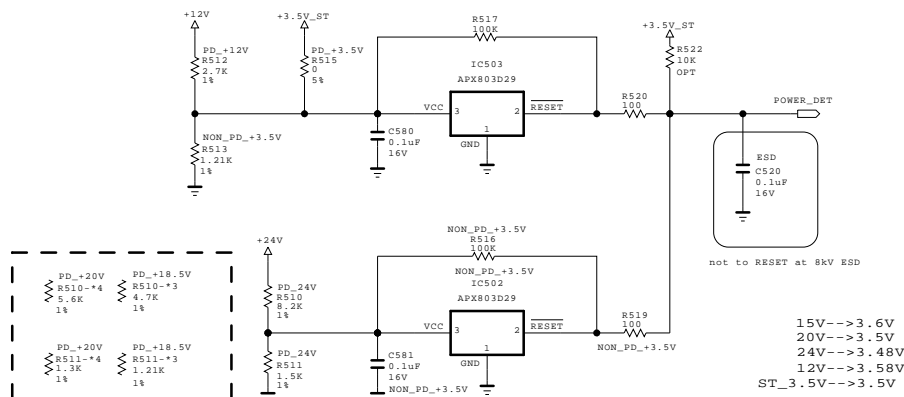 +12V
+3.5V_ST
R517
100K
+3.5V_ST
PD_+12V
R512
2.7K
1%
PD_+3.5V
R515
0
5%
IC503
APX803D29
R522
10K
OPT
VCC
3
2
RESET
1
GND
R520
100
POWER_DET
NON_PD_+3.5V
R513
1.21K
1%
C580
0.1uF
16V
ESD
C520
0.1uF
16V
not to RESET at 8kV ESD
+24V
NON_PD_+3.5V
R516
100K
NON_PD_+3.5V
IC502
APX803D29
PD_+20V
R510-*4
5.6K
1%
PD_+18.5V
R510-*3
4.7K
1%
PD_24V
R510
8.2K
1%
VCC
3
2
RESET
1
GND
R519
100
NON_PD_+3.5V
PD_+20V
R511-*4
1.3K
1%
PD_+18.5V
R511-*3
1.21K
1%
PD_24V
R511
1.5K
1%
C581
0.1uF
16V
NON_PD_+3.5V
15V-->3.6V
20V-->3.5V
24V-->3.48V
12V-->3.58V
ST_3.5V-->3.5V